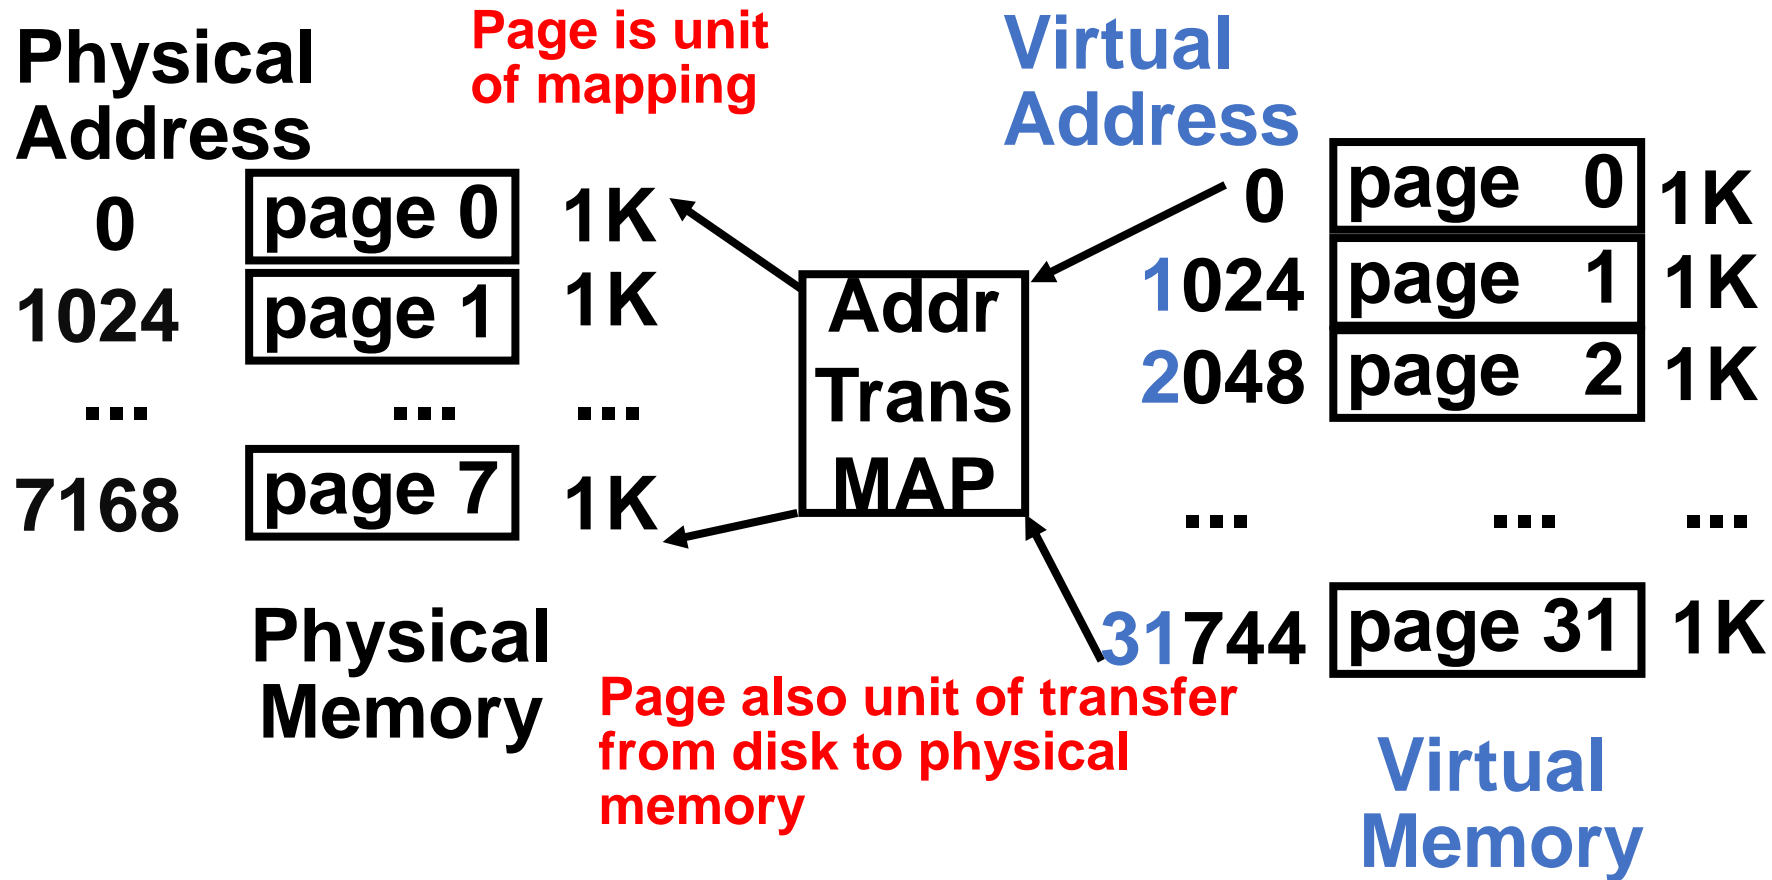 Physical
Address
Page is unit
of mapping
Virtual
Address
0 page 0 1K
1024 page 1 1K
... ... ...
7168 page 7 1K
Physical
Memory
Addr
Trans
MAP
0 page 0 1K
1024 page 1 1K
2048 page 2 1K
... ... ...
31744 page 31 1K
Page also unit of transfer
from disk to physical
memory
Virtual
Memory